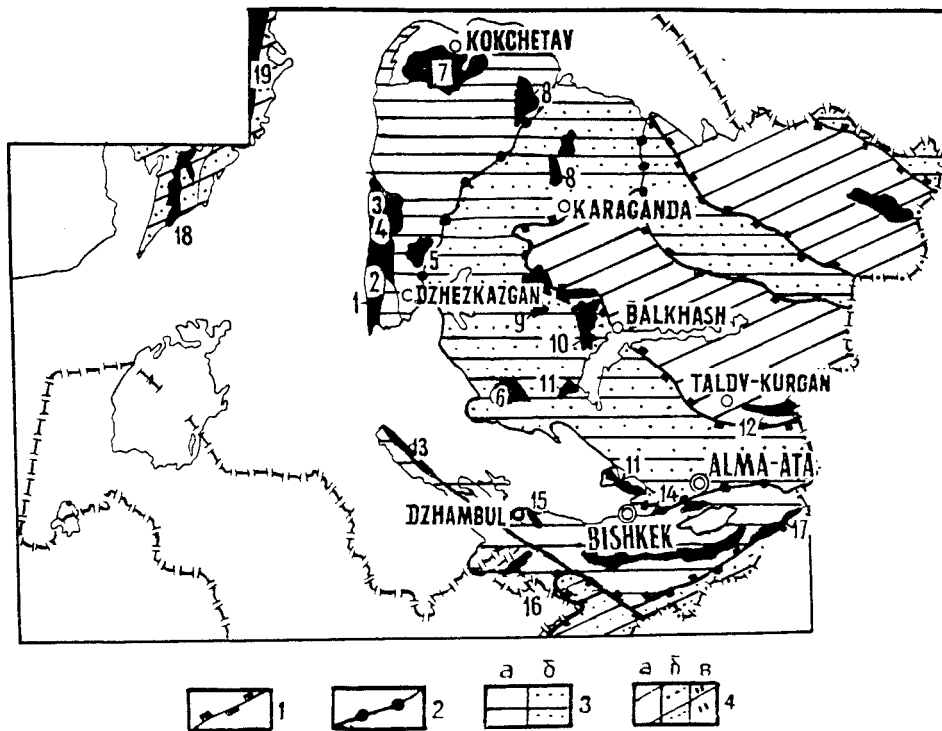 KOKCHETAV
19
7
8
8
KARAGANDA
18
3
4
5
2
DZHEZKAZGAN
1
9
BALKHASH
10
TALDY-KURGAN
6
11
12
13
11
ALMA-ATA
14
DZHAMBUL
15
BISHKEK
17
16
а б а б в
1 2 3 4